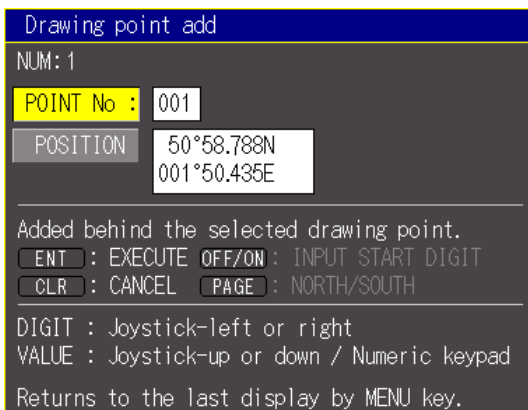 Drawing point add
NUM:1
POINT No : 001
POSITION 50°58.788N
001°50.435E
Added behind the selected drawing point.
ENT : EXECUTE OFF/ON : INPUT START DIGIT
CLR : CANCEL PAGE : NORTH/SOUTH
DIGIT : Joystick-left or right
VALUE : Joystick-up or down / Numeric keypad
Returns to the last display by MENU key.